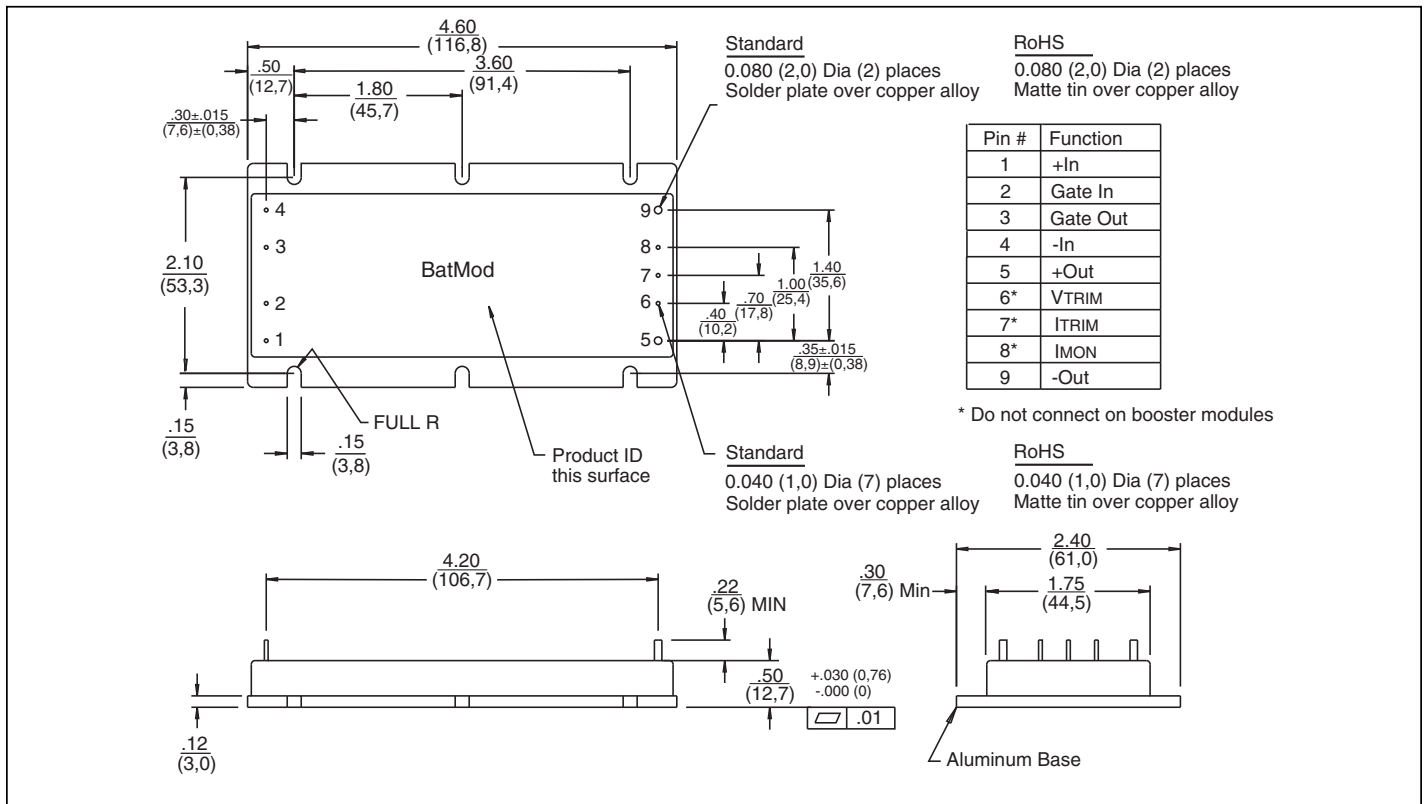 4.60
(116,8)
.50
(12,7)
3.60
(91,4)
1.80
(45,7)
.30±.015
(7,6)±(0,38)
Standard
0.080 (2,0) Dia (2) places
Solder plate over copper alloy
RoHS
0.080 (2,0) Dia (2) places
Matte tin over copper alloy
Pin # Function
1 +In
2 Gate In
3 Gate Out
4 -In
5 +Out
6* VTRIM
7* ITRIM
8* IMON
9 -Out
* Do not connect on booster modules
2.10
(53,3)
4
3
2
1
BatMod
9
8
7
6
5
1.40
(35,6)
1.00
(25,4)
.70
(17,8)
.40
(10,2)
.35±.015
(8,9)±(0,38)
.15
(3,8)
.15
(3,8)
FULL R
Product ID
this surface
Standard
0.040 (1,0) Dia (7) places
Solder plate over copper alloy
RoHS
0.040 (1,0) Dia (7) places
Matte tin over copper alloy
4.20
(106,7)
.22
(5,6) MIN
.50
(12,7)
+.030 (0,76)
-.000 (0)
.01
.12
(3,0)
2.40
(61,0)
.30
(7,6) Min
1.75
(44,5)
Aluminum Base